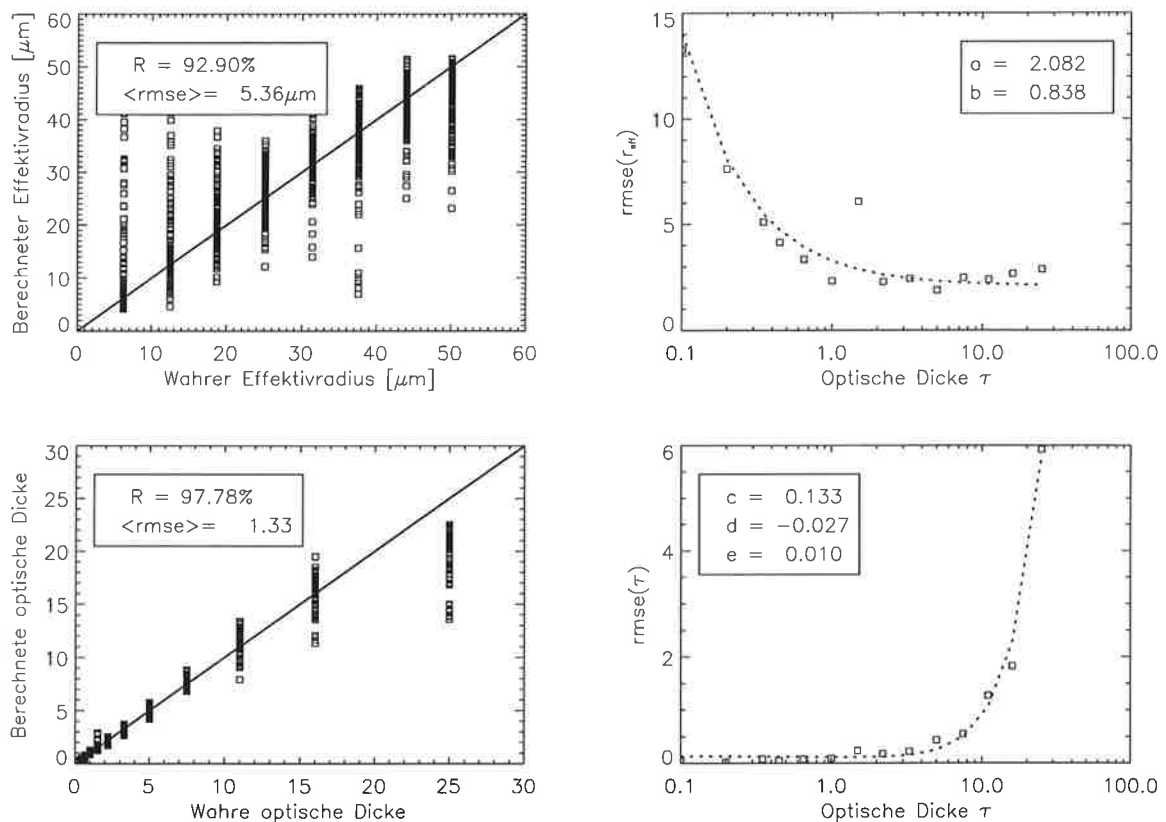 Berechneter Effektivradius [μm]
60
50
40
30
20
10
0
R = 92.90%
<rmse>= 5.36μm
0 10 20 30 40 50 60
Wahrer Effektivradius [μm]
rmse(r_eff)
15
10
5
0
a = 2.082
b = 0.838
0.1 1.0 10.0 100.0
Optische Dicke τ
Berechnete optische Dicke
30
25
20
15
10
5
0
R = 97.78%
<rmse>= 1.33
0 5 10 15 20 25 30
Wahre optische Dicke
rmse(τ)
6
4
2
0
c = 0.133
d = −0.027
e = 0.010
0.1 1.0 10.0 100.0
Optische Dicke τ